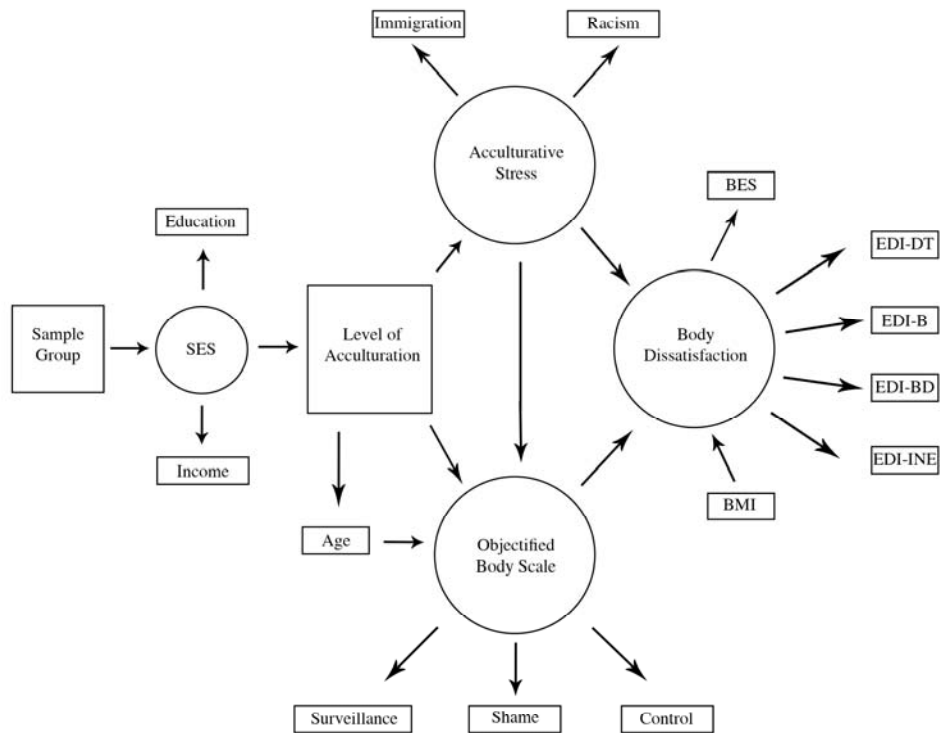 Immigration
Racism
Acculturative
Stress
BES
Education
EDI-DT
Sample
Group
SES
Level of
Acculturation
Body
Dissatisfaction
EDI-B
EDI-BD
Income
EDI-INE
BMI
Age
Objectified
Body Scale
Surveillance
Shame
Control